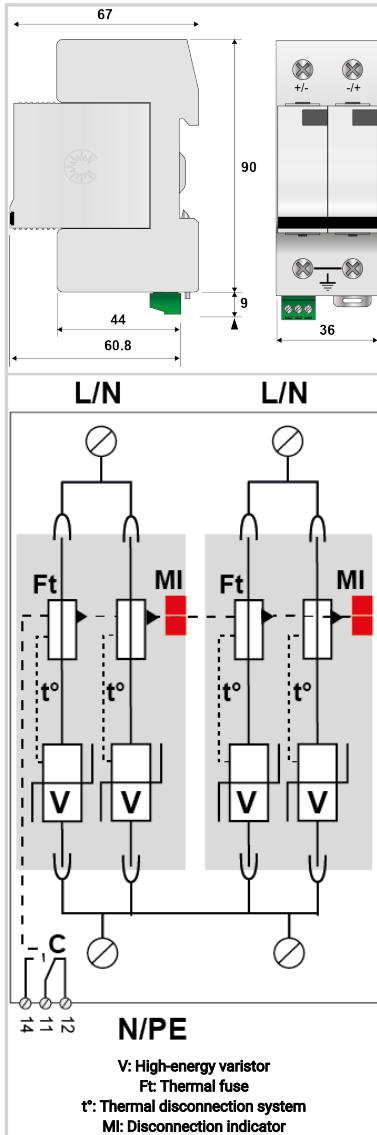 67
+/-
-/+
90
9
44
60.8
36
L/N L/N
Ft MI Ft MI
t° t° t° t°
V V V V
C
14 11 12
N/PE
V: High-energy varistor
Ft: Thermal fuse
t°: Thermal disconnection system
MI: Disconnection indicator